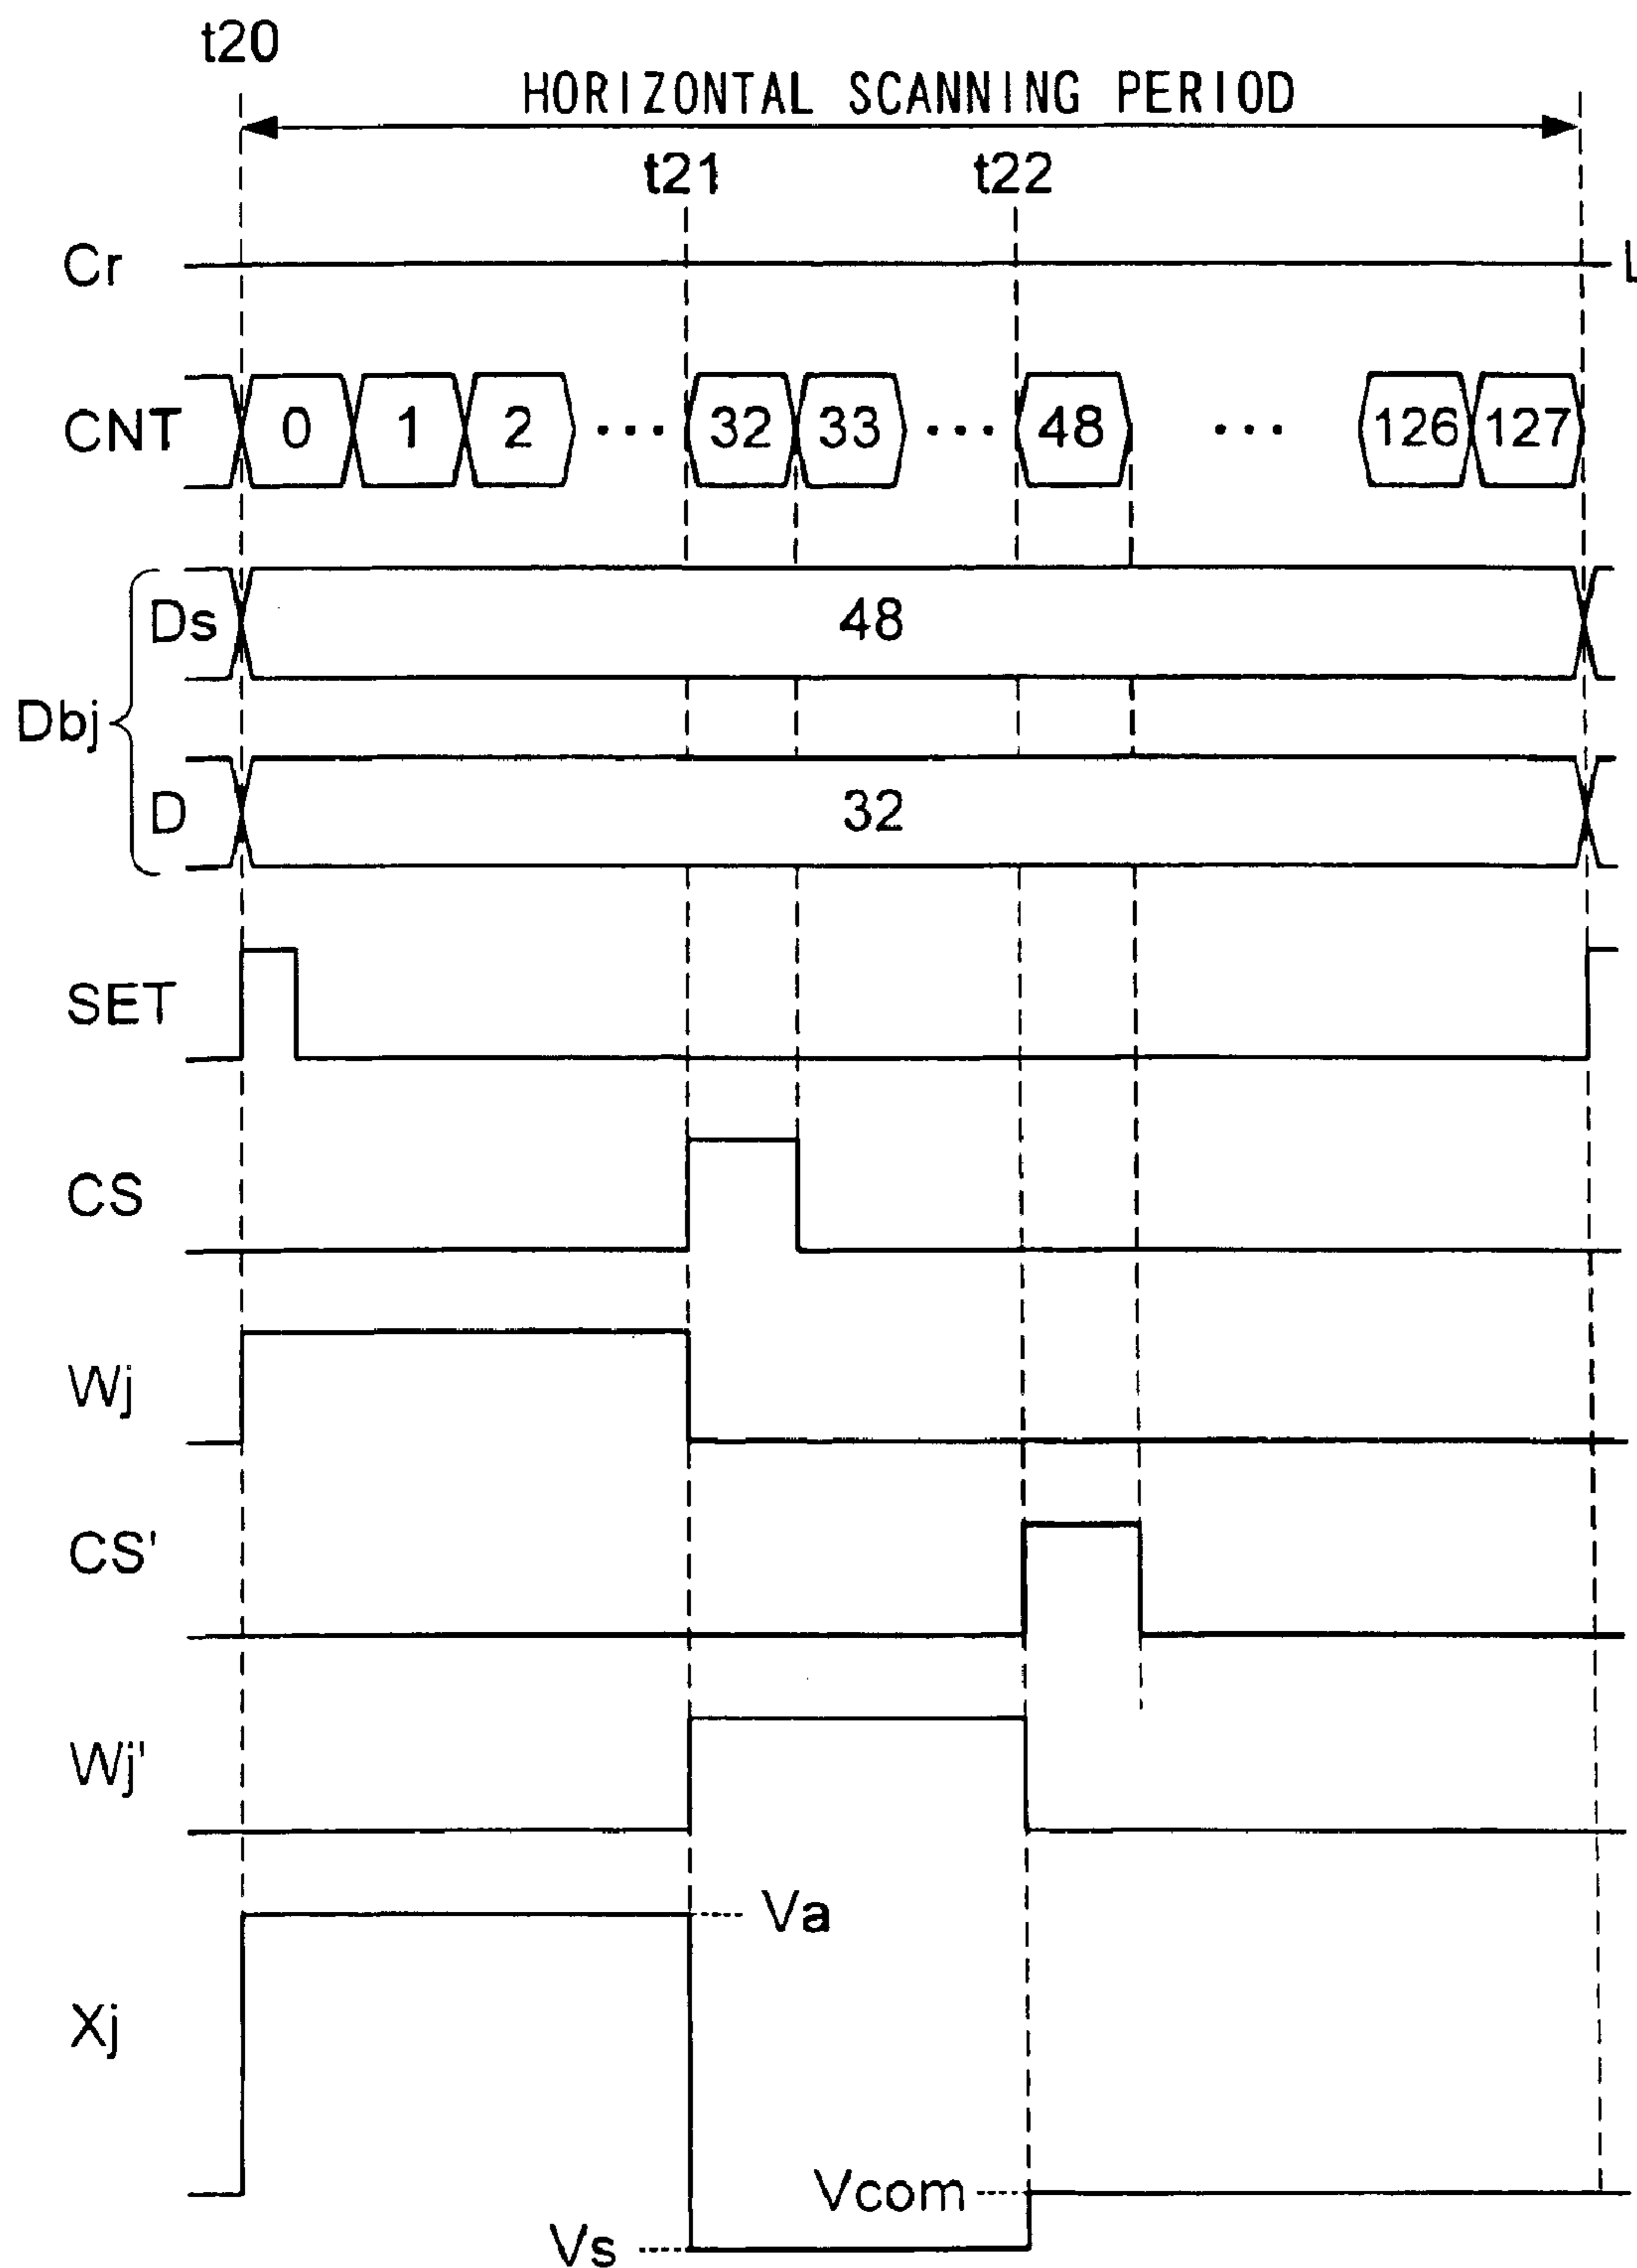 t20
HORIZONTAL SCANNING PERIOD
t21 t22
Cr L
CNT 0 1 2 ... 32 33 ... 48 ... 126 127
Ds 48
Dbj
D 32
SET
CS
Wj
CS'
Wj'
Va
Xj
Vcom
Vs